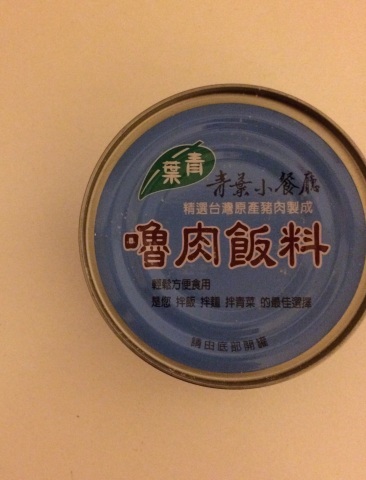 青葉
青葉小餐廳
精選台灣原產豬肉製成
嚕肉飯料
輕鬆方便食用
是您 拌飯 拌麵 拌青菜 的最佳選擇
請由底部開罐